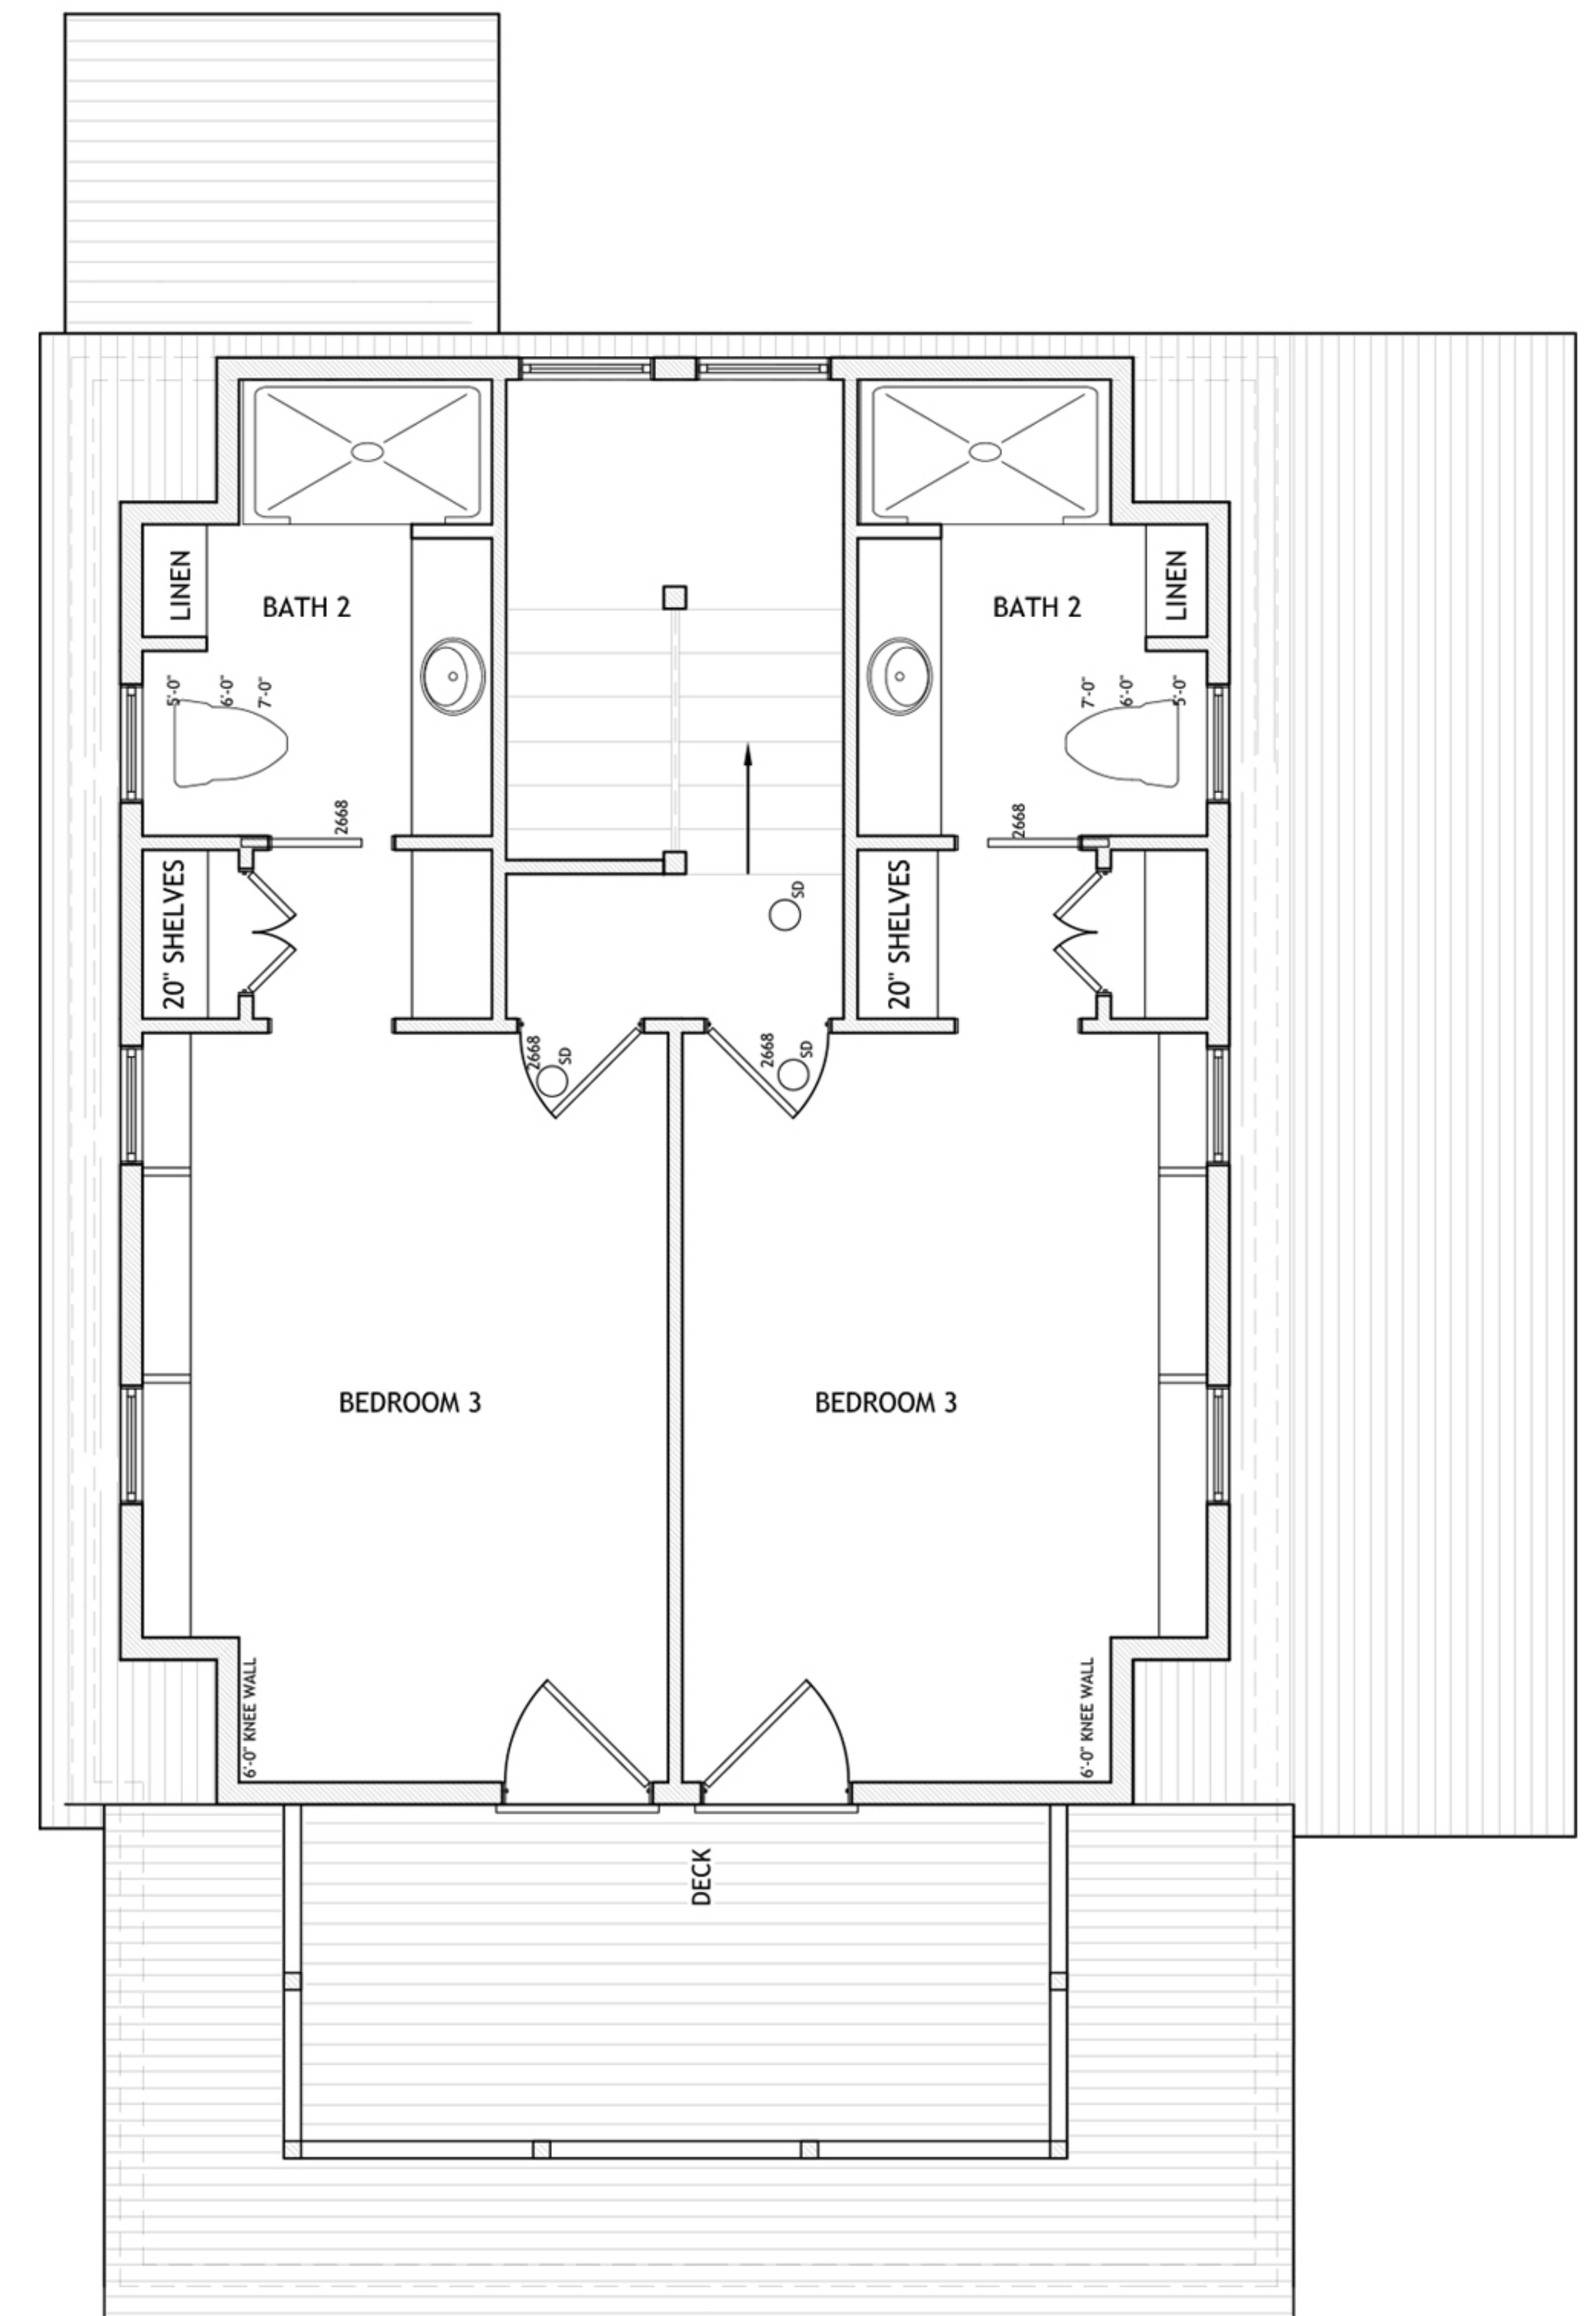 LINEN
BATH 2
BATH 2
LINEN
5'-0"
6'-0"
7'-0"
7'-0"
6'-0"
5'-0"
2668
2668
20" SHELVES
20" SHELVES
SD
2668
SD
2668
SD
BEDROOM 3
BEDROOM 3
6'-0" KNEE WALL
6'-0" KNEE WALL
DECK